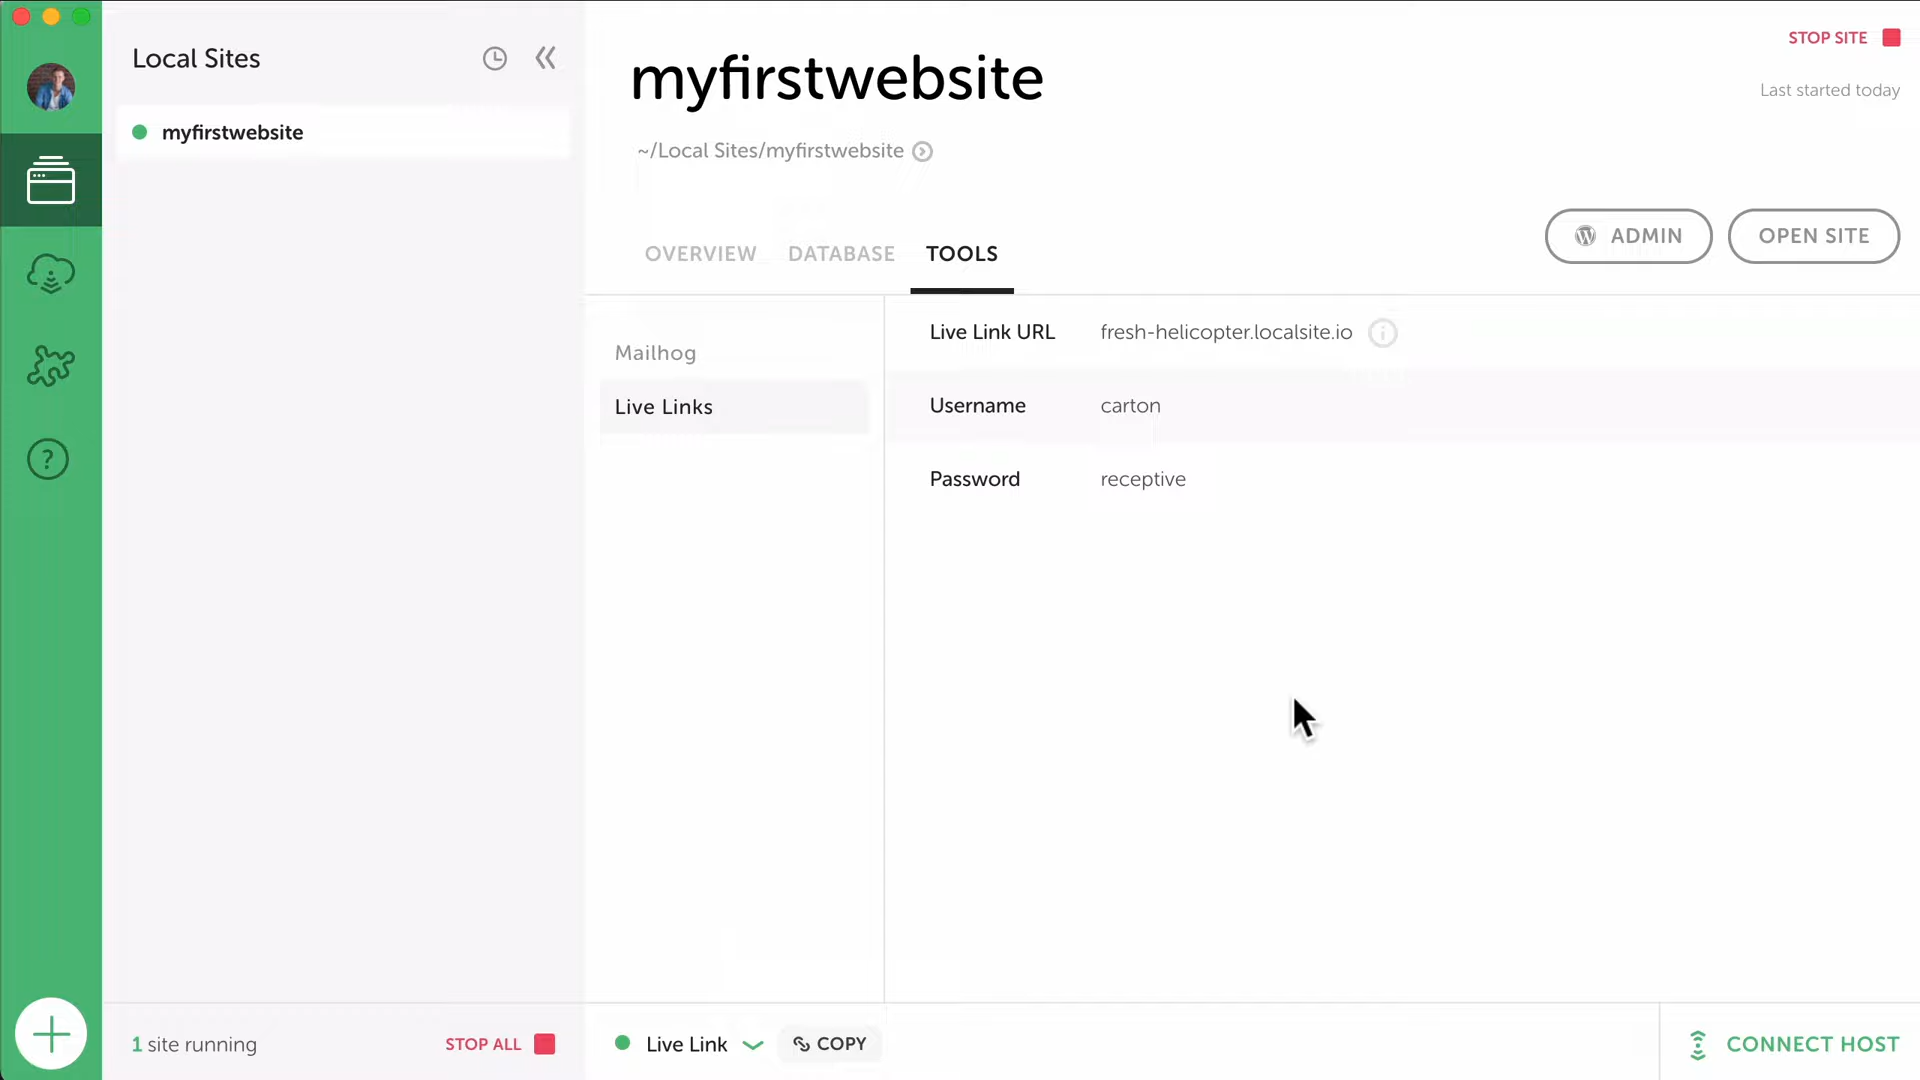 Local Sites
myfirstwebsite
1 site running
STOP ALL
myfirstwebsite
~/Local Sites/myfirstwebsite
STOP SITE
Last started today
OVERVIEW DATABASE TOOLS
ADMIN
OPEN SITE
Mailhog
Live Links
Live Link URL fresh-helicopter.localsite.io
Username carton
Password receptive
Live Link
COPY
CONNECT HOST